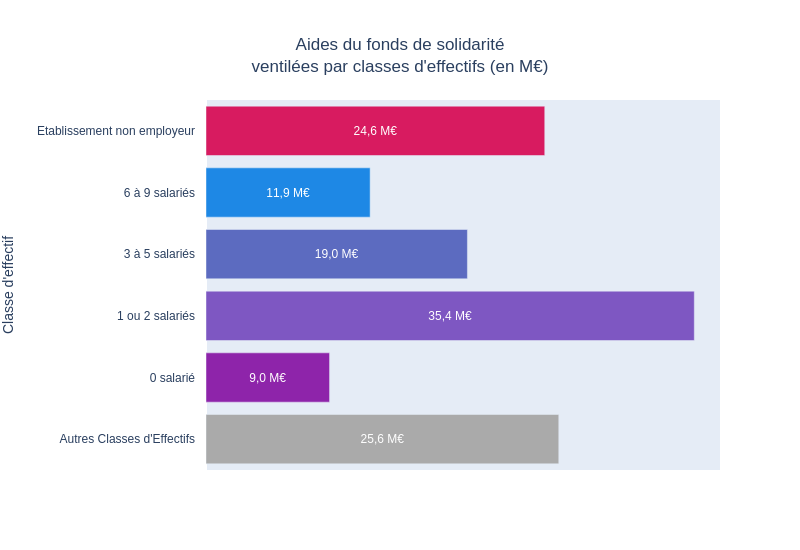 Aides du fonds de solidarité
ventilées par classes d'effectifs (en M€)
Classe d'effectif
Etablissement non employeur
24,6 M€
6 à 9 salariés
11,9 M€
3 à 5 salariés
19,0 M€
1 ou 2 salariés
35,4 M€
0 salarié
9,0 M€
Autres Classes d'Effectifs
25,6 M€